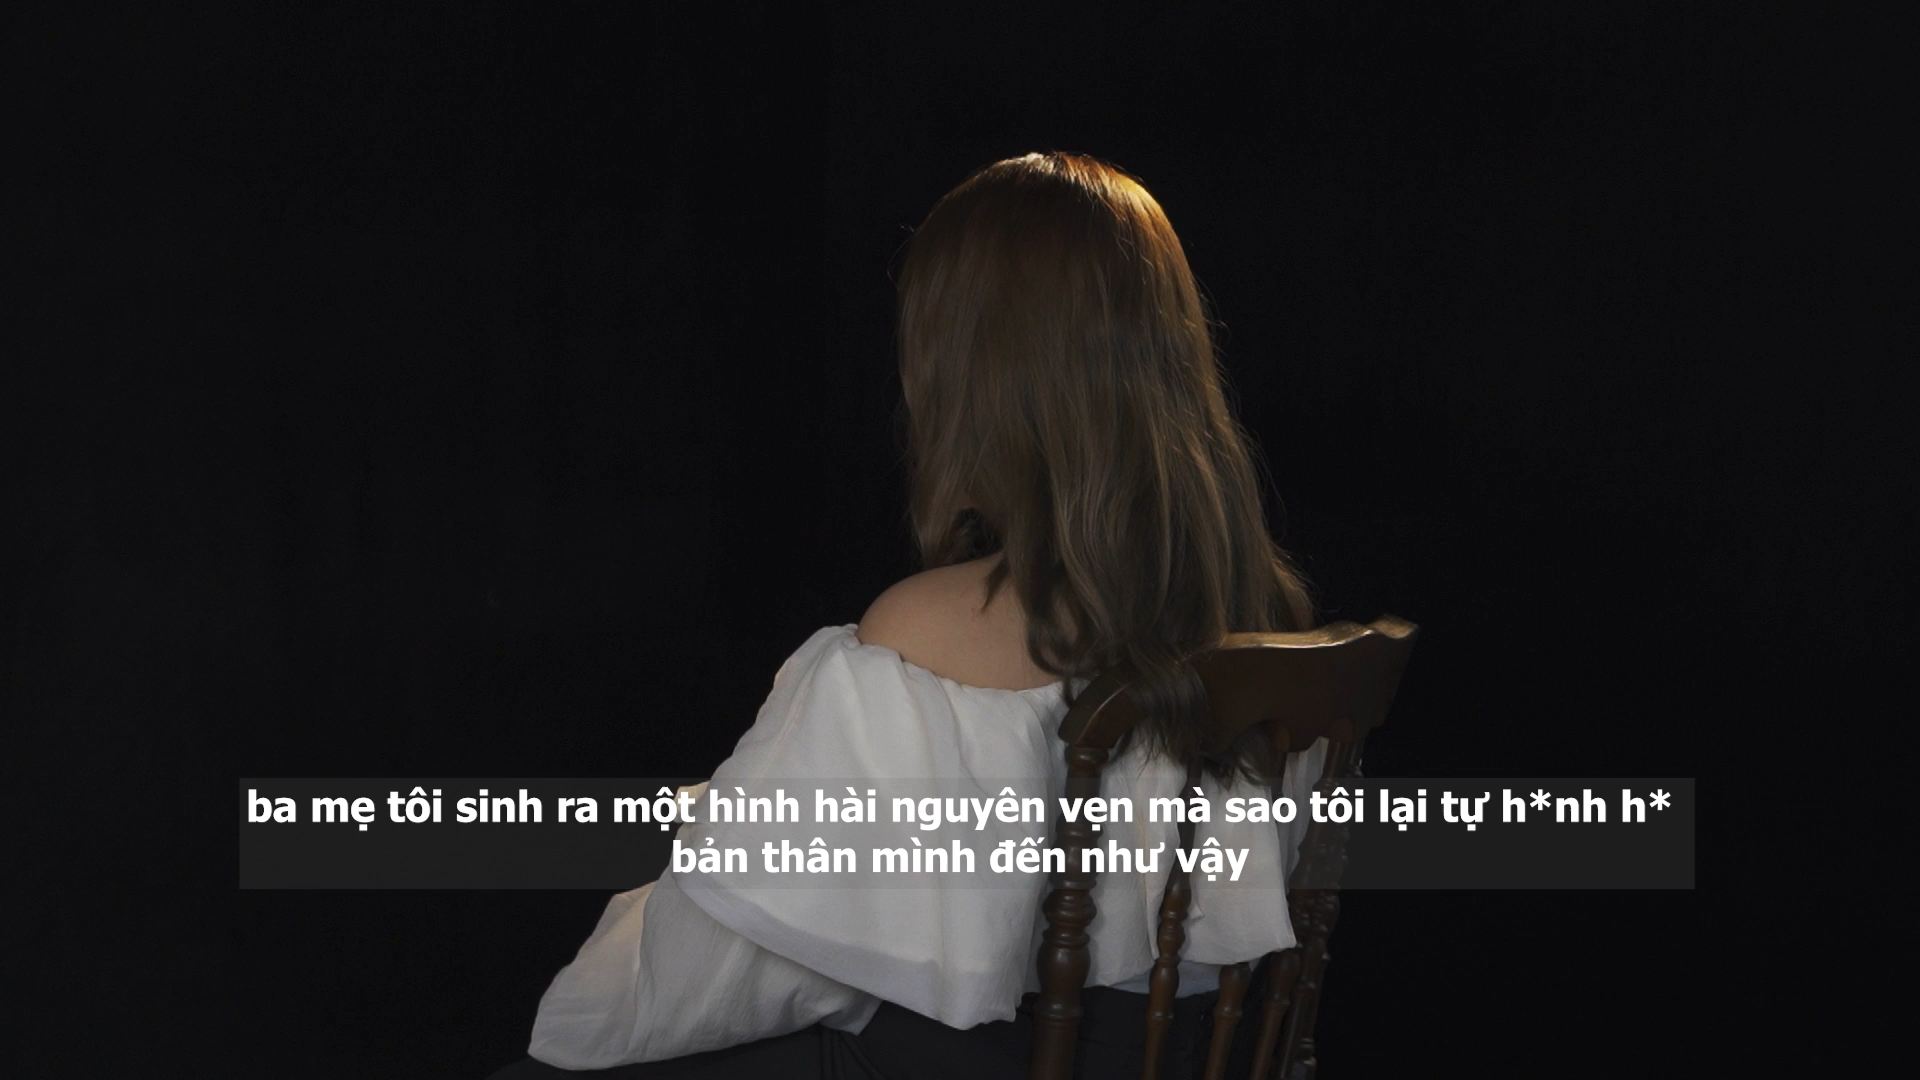 ba mẹ tôi sinh ra một hình hài nguyên vẹn mà sao tôi lại tự h*nh h*
bản thân mình đến như vậy